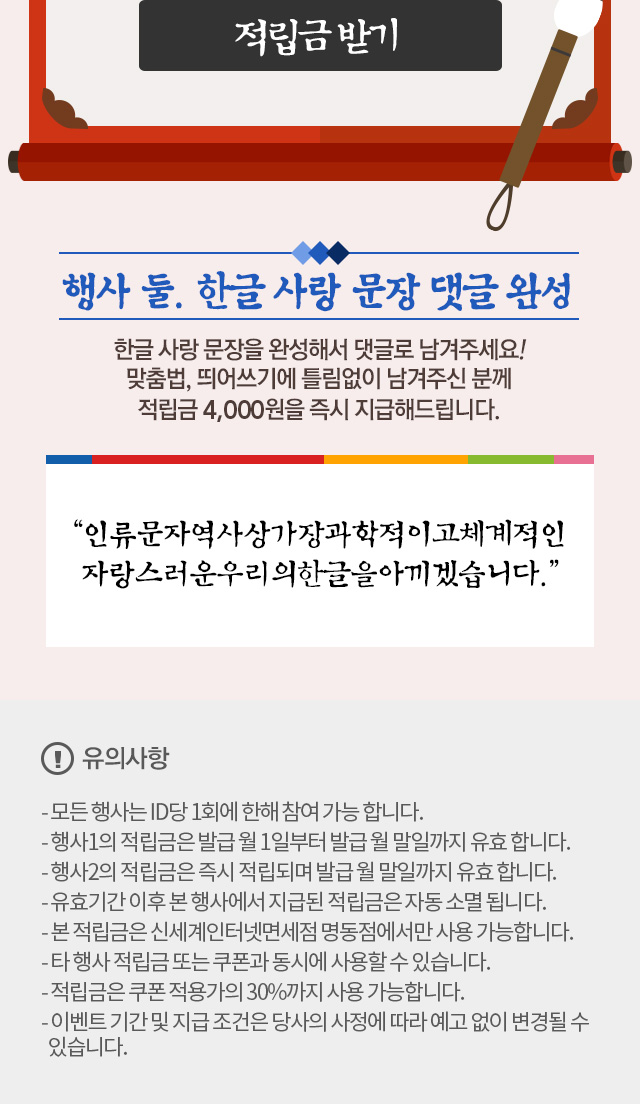 적립금 받기
행사 둘. 한글 사랑 문장 댓글 완성
한글 사랑 문장을 완성해서 댓글로 남겨주세요!
맞춤법, 띄어쓰기에 틀림없이 남겨주신 분께
적립금 4,000원을 즉시 지급해드립니다.
“인류문자역사상가장과학적이고체계적인
자랑스러운우리의한글을아끼겠습니다.”
유의사항
- 모든 행사는 ID당 1회에 한해 참여 가능 합니다.
- 행사1의 적립금은 발급 월 1일부터 발급 월 말일까지 유효 합니다.
- 행사2의 적립금은 즉시 적립되며 발급 월 말일까지 유효 합니다.
- 유효기간 이후 본 행사에서 지급된 적립금은 자동 소멸 됩니다.
- 본 적립금은 신세계인터넷면세점 명동점에서만 사용 가능합니다.
- 타 행사 적립금 또는 쿠폰과 동시에 사용할 수 있습니다.
- 적립금은 쿠폰 적용가의 30%까지 사용 가능합니다.
- 이벤트 기간 및 지급 조건은 당사의 사정에 따라 예고 없이 변경될 수
있습니다.